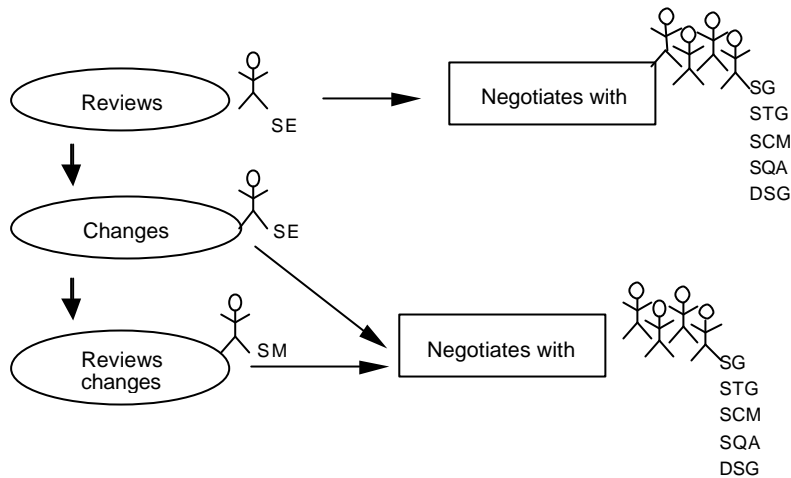 Reviews
SE
Negotiates with
SG
STG
SCM
SQA
DSG
Changes
SE
Reviews
changes
SM
Negotiates with
SG
STG
SCM
SQA
DSG